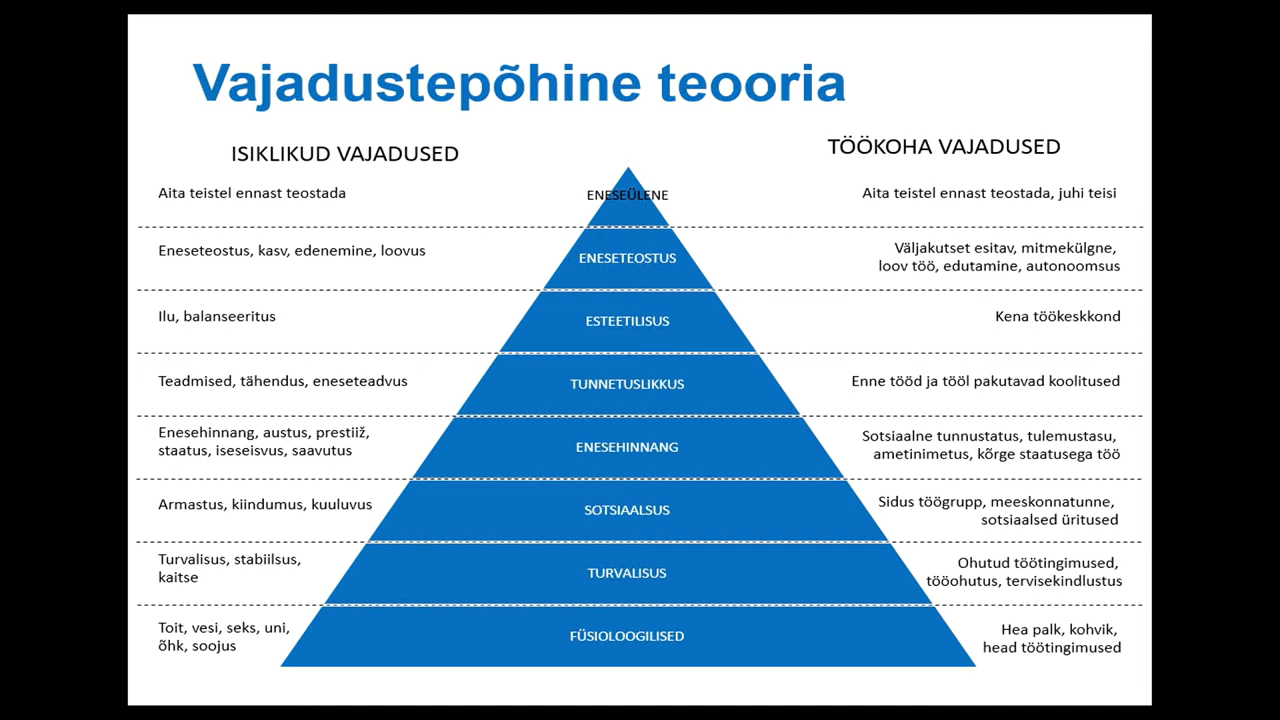 Vajadustepõhine teooria
ISIKLIKUD VAJADUSED
TÖÖKOHA VAJADUSED
Aita teistel ennast teostada
ENESEÜLENE
Aita teistel ennast teostada, juhi teisi
Eneseteostus, kasv, edenemine, loovus
ENESETEOSTUS
Väljakutset esitav, mitmekülgne,
loov töö, edutamine, autonoomsus
Ilu, balanseeritus
ESTEETILISUS
Kena töökeskkond
Teadmised, tähendus, eneseteadvus
TUNNETUSLIKKUS
Enne tööd ja tööl pakutavad koolitused
Enesehinnang, austus, prestiiž,
staatus, iseseisvus, saavutus
ENESEHINNANG
Sotsiaalne tunnustatus, tulemustasu,
ametinimetus, kõrge staatusega töö
Armastus, kiindumus, kuuluvus
SOTSIAALSUS
Sidus töögrupp, meeskonnatunne,
sotsiaalsed üritused
Turvalisus, stabiilsus,
kaitse
TURVALISUS
Ohutud töötingimused,
tööohutus, tervisekindlustus
Toit, vesi, seks, uni,
õhk, soojus
FÜSIOLOOGILISED
Hea palk, kohvik,
head töötingimused